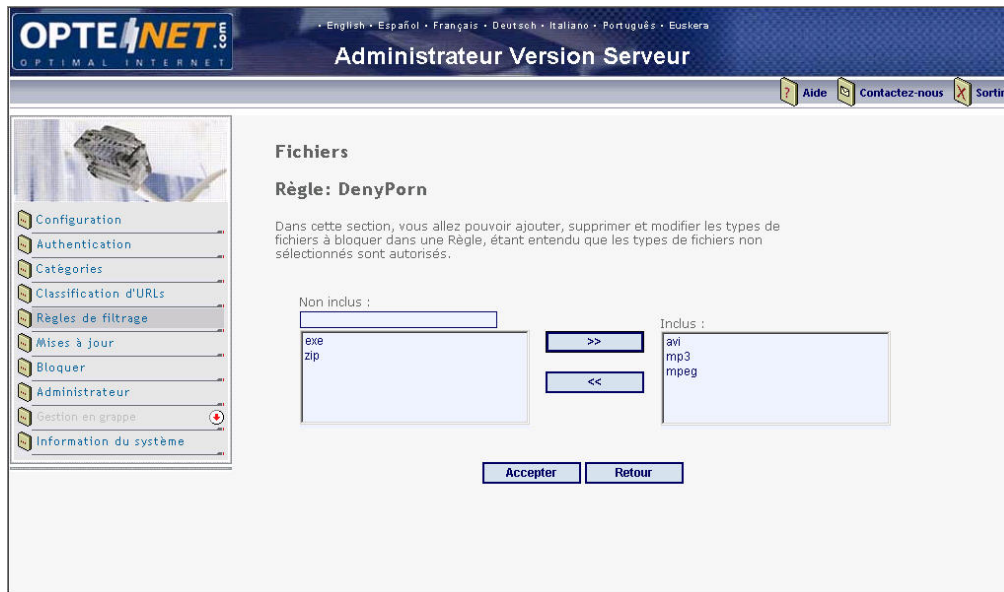 OPTENET.com
OPTIMAL INTERNET
• English • Español • Français • Deutsch • Italiano • Português • Euskera
Administrateur Version Serveur
Aide
Contactez-nous
Sortir
Configuration
Authentication
Catégories
Classification d'URLs
Règles de filtrage
Mises à jour
Bloquer
Administrateur
Gestion en grappe
Information du système
Fichiers
Règle: DenyPorn
Dans cette section, vous allez pouvoir ajouter, supprimer et modifier les types de
fichiers à bloquer dans une Règle, étant entendu que les types de fichiers non
sélectionnés sont autorisés.
Non inclus :
exe
zip
>>
<<
Inclus :
avi
mp3
mpeg
Accepter
Retour